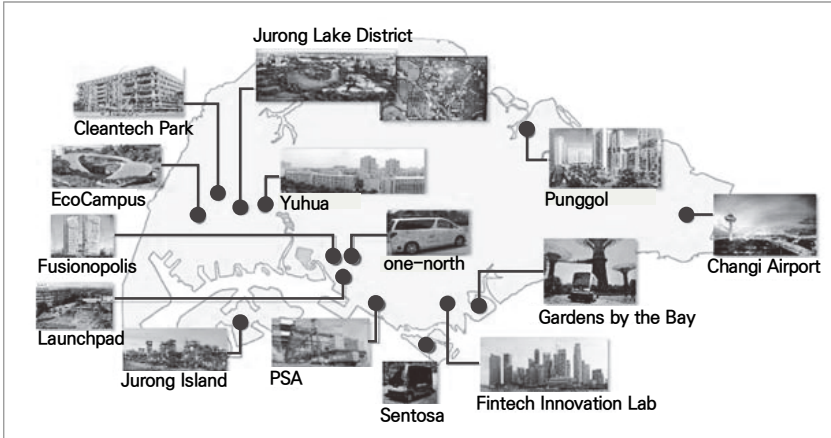 Jurong Lake District
Cleantech Park
EcoCampus
Yuhua
Punggol
Fusionopolis
one-north
Changi Airport
Launchpad
Gardens by the Bay
Jurong Island
PSA
Sentosa
Fintech Innovation Lab